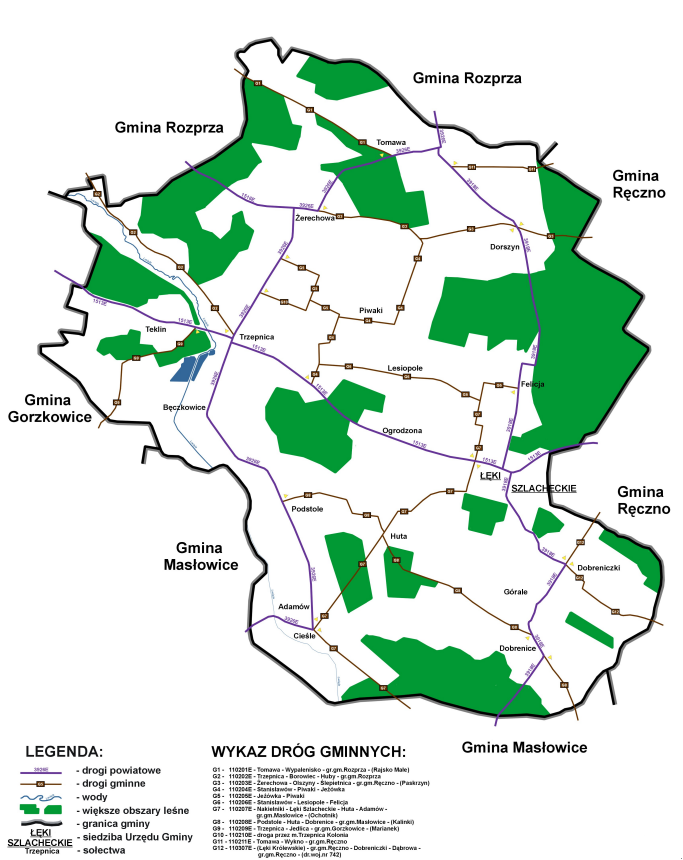 Gmina Rozprza
Gmina Rozprza
Tomawa
Gmina
Ręczno
Żerechowa
Dorszyn
Piwaki
Teklin
Trzepnica
Lesiopole
Felicja
Gmina
Gorzkowice
Bęczkowice
Ogrodzona
ŁĘKI
SZLACHECKIE
Gmina
Ręczno
Podstole
Huta
Gmina
Masłowice
Dobreniczki
Górale
Adamów
Cieśle
Dobrenice
Gmina Masłowice
LEGENDA:
3926E - drogi powiatowe
- drogi gminne
- wody
- większe obszary leśne
- granica gminy
ŁĘKI
SZLACHECKIE - siedziba Urzędu Gminy
Trzepnica - sołectwa
WYKAZ DRÓG GMINNYCH:
G1 - 110201E - Tomawa - Wypalenisko - gr.gm.Rozprza - (Rajsko Małe)
G2 - 110202E - Trzepnica - Borowiec - Huby - gr.gm.Rozprza
G3 - 110203E - Żerechowa - Olszyny - Ślepietnica - gr.gm.Ręczno - (Paskrzyn)
G4 - 110204E - Stanisławów - Piwaki - Jeżówka
G5 - 110205E - Jeżówka - Piwaki
G6 - 110206E - Stanisławów - Lesiopole - Felicja
G7 - 110207E - Nakielniki - Łęki Szlacheckie - Huta - Adamów -
gr.gm.Masłowice - (Ochotnik)
G8 - 110208E - Podstole - Huta - Dobrenice - gr.gm.Masłowice - (Kalinki)
G9 - 110209E - Trzepnica - Jedlica - gr.gm.Gorzkowice - (Marianek)
G10 - 110210E - droga przez m.Trzepnica Kolonia
G11 - 110211E - Tomawa - Wykno - gr.gm.Ręczno
G12 - 110307E - (Łęki Królewskie) - gr.gm.Ręczno - Dobreniczki - Dąbrowa -
gr.gm.Ręczno - (dr.woj.nr 742)